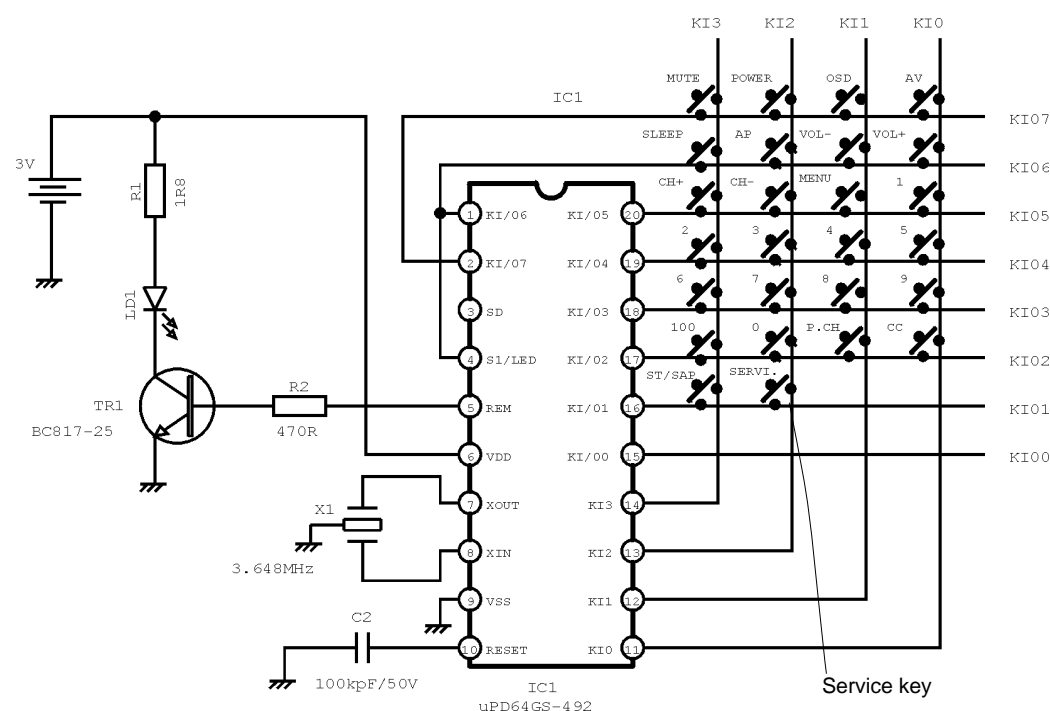 KI3 KI2 KI1 KI0
MUTE POWER OSD AV
IC1
KI07
SLEEP AP VOL- VOL+
3V
KI06
R1 1R8
CH+ CH- MENU 1
1 KI/06 KI/05 20
KI05
2 3 4 5
2 KI/07 KI/04 19
KI04
6 7 8 9
LD1
3 SD KI/03 18
KI03
100 0 P.CH CC
4 S1/LED KI/02 17
KI02
ST/SAP SERVI.
R2
TR1
5 REM KI/01 16
KI01
BC817-25
470R
6 VDD KI/00 15
KI00
X1
7 XOUT KI3 14
8 XIN KI2 13
3.648MHz
9 VSS KI1 12
C2
10 RESET KI0 11
100kpF/50V
IC1
uPD64GS-492
Service key